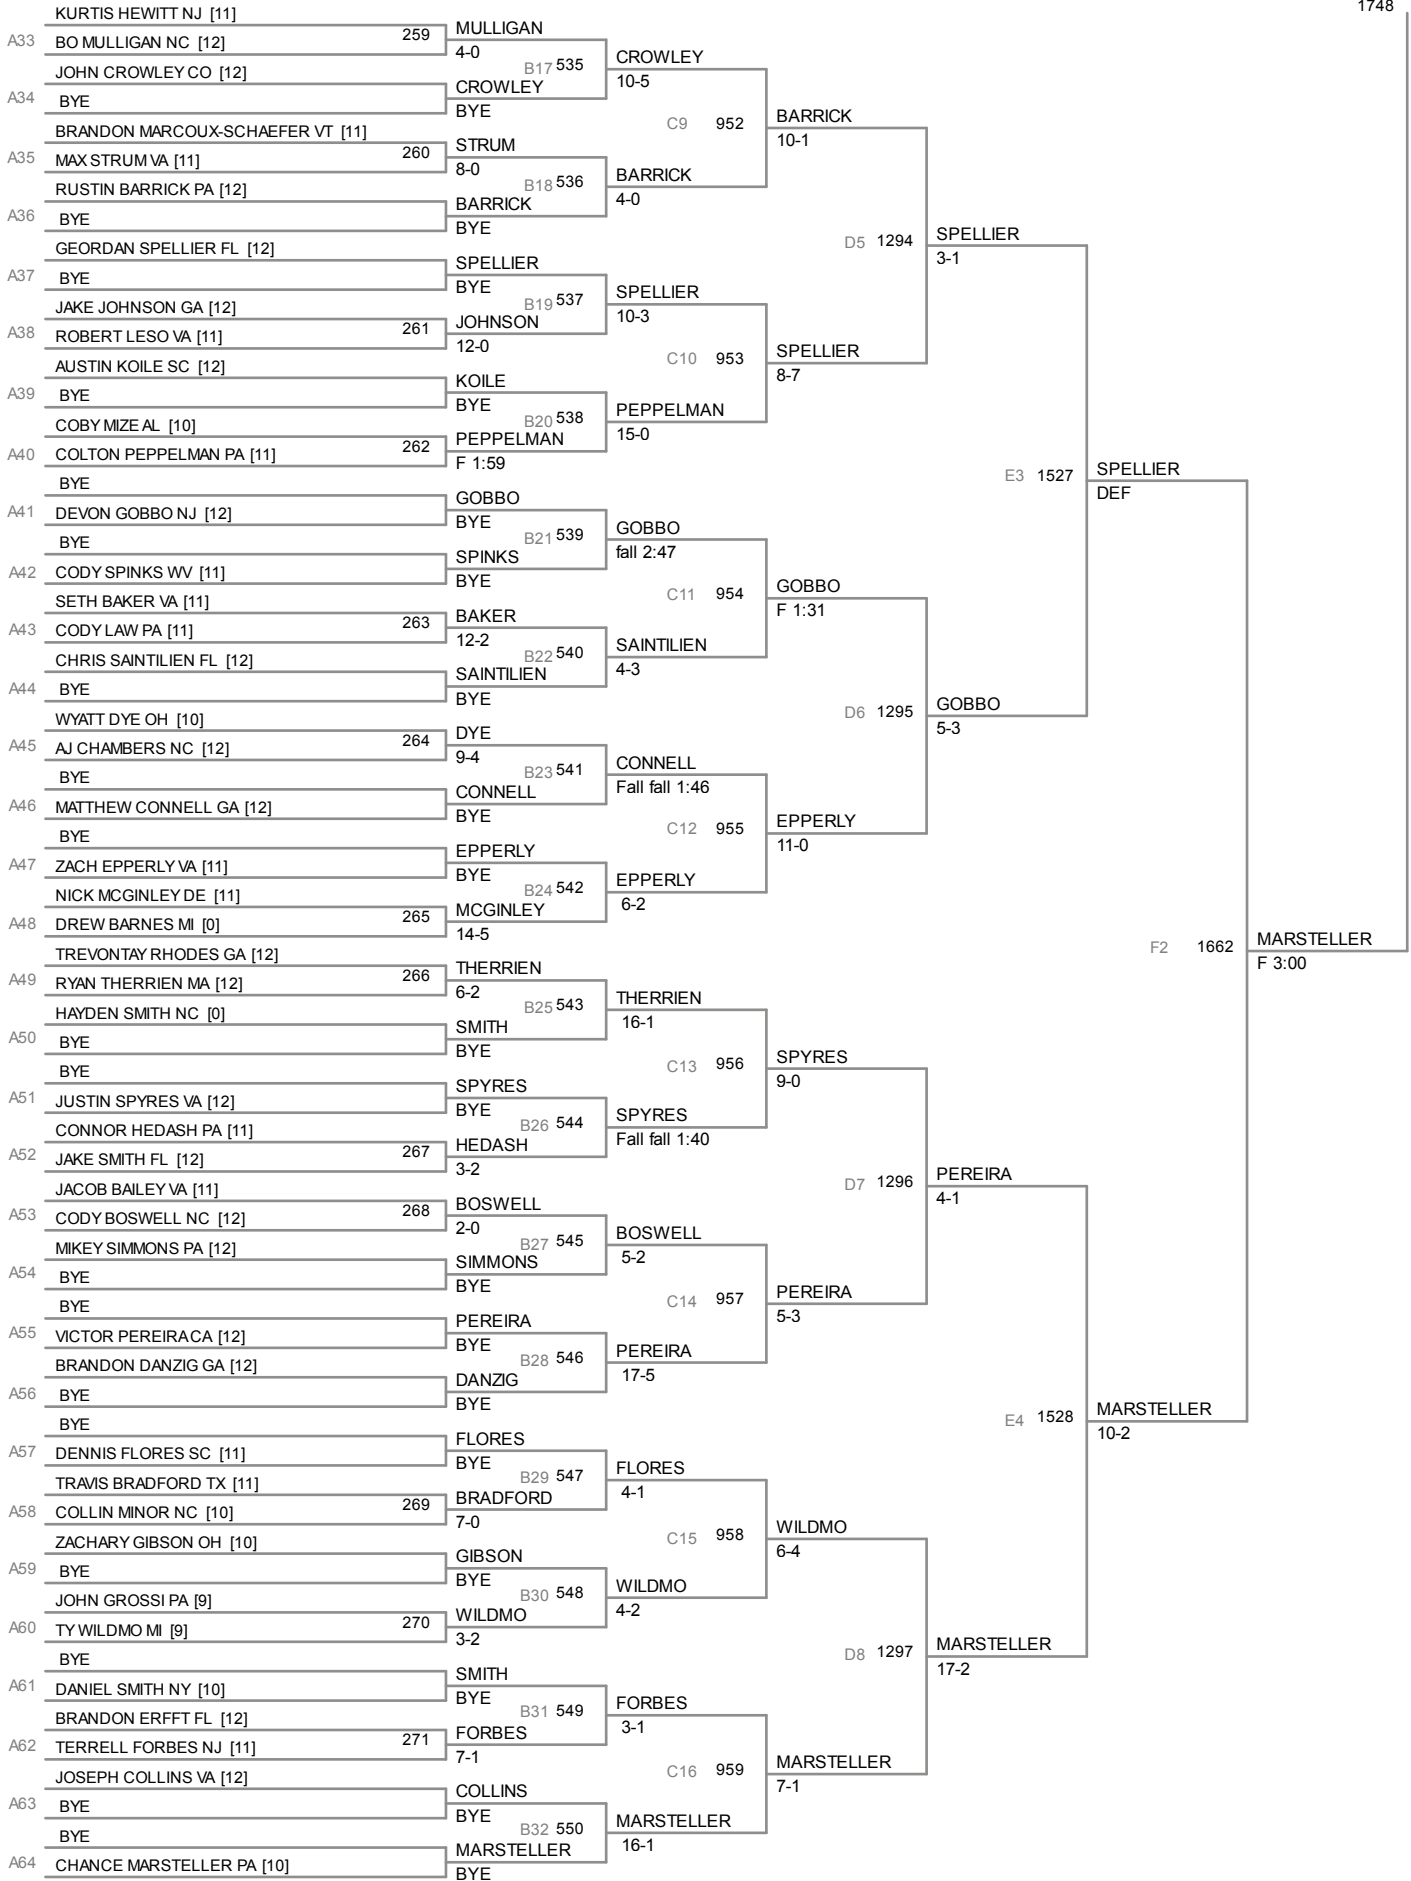 KURTIS HEWITT NJ [11]
1748
A33
BO MULLIGAN NC [12]
259
MULLIGAN
4-0
JOHN CROWLEY CO [12]
B17 535
CROWLEY
10-5
A34
BYE
CROWLEY
BYE
BRANDON MARCOUX-SCHAEFER VT [11]
C9 952
BARRICK
10-1
A35
MAX STRUM VA [11]
260
STRUM
8-0
RUSTIN BARRICK PA [12]
B18 536
BARRICK
4-0
A36
BYE
BARRICK
BYE
GEORDAN SPELLIER FL [12]
D5 1294
SPELLIER
3-1
A37
BYE
SPELLIER
BYE
JAKE JOHNSON GA [12]
B19 537
SPELLIER
10-3
A38
ROBERT LESO VA [11]
261
JOHNSON
12-0
AUSTIN KOILE SC [12]
C10 953
SPELLIER
8-7
A39
BYE
KOILE
BYE
COBY MIZE AL [10]
B20 538
PEPPELMAN
15-0
A40
COLTON PEPPELMAN PA [11]
262
PEPPELMAN
F 1:59
BYE
E3 1527
SPELLIER
DEF
A41
DEVON GOBBO NJ [12]
GOBBO
BYE
BYE
B21 539
GOBBO
fall 2:47
A42
CODY SPINKS WV [11]
SPINKS
BYE
SETH BAKER VA [11]
C11 954
GOBBO
F 1:31
A43
CODY LAW PA [11]
263
BAKER
12-2
CHRIS SAINTILIEN FL [12]
B22 540
SAINTILIEN
4-3
A44
BYE
SAINTILIEN
BYE
WYATT DYE OH [10]
D6 1295
GOBBO
5-3
A45
AJ CHAMBERS NC [12]
264
DYE
9-4
BYE
B23 541
CONNELL
Fall fall 1:46
A46
MATTHEW CONNELL GA [12]
CONNELL
BYE
BYE
C12 955
EPPERLY
11-0
A47
ZACH EPPERLY VA [11]
EPPERLY
BYE
NICK MCGINLEY DE [11]
B24 542
EPPERLY
6-2
A48
DREW BARNES MI [0]
265
MCGINLEY
14-5
TREVONTAY RHODES GA [12]
F2 1662
MARSTELLER
F 3:00
A49
RYAN THERRIEN MA [12]
266
THERRIEN
6-2
HAYDEN SMITH NC [0]
B25 543
THERRIEN
16-1
A50
BYE
SMITH
BYE
BYE
C13 956
SPYRES
9-0
A51
JUSTIN SPYRES VA [12]
SPYRES
BYE
CONNOR HEDASH PA [11]
B26 544
SPYRES
Fall fall 1:40
A52
JAKE SMITH FL [12]
267
HEDASH
3-2
JACOB BAILEY VA [11]
D7 1296
PEREIRA
4-1
A53
CODY BOSWELL NC [12]
268
BOSWELL
2-0
MIKEY SIMMONS PA [12]
B27 545
BOSWELL
5-2
A54
BYE
SIMMONS
BYE
BYE
C14 957
PEREIRA
5-3
A55
VICTOR PEREIRA CA [12]
PEREIRA
BYE
BRANDON DANZIG GA [12]
B28 546
PEREIRA
17-5
A56
BYE
DANZIG
BYE
BYE
E4 1528
MARSTELLER
10-2
A57
DENNIS FLORES SC [11]
FLORES
BYE
TRAVIS BRADFORD TX [11]
B29 547
FLORES
4-1
A58
COLLIN MINOR NC [10]
269
BRADFORD
7-0
ZACHARY GIBSON OH [10]
C15 958
WILDMO
6-4
A59
BYE
GIBSON
BYE
JOHN GROSSI PA [9]
B30 548
WILDMO
4-2
A60
TY WILDMO MI [9]
270
WILDMO
3-2
BYE
D8 1297
MARSTELLER
17-2
A61
DANIEL SMITH NY [10]
SMITH
BYE
BRANDON ERFFT FL [12]
B31 549
FORBES
3-1
A62
TERRELL FORBES NJ [11]
271
FORBES
7-1
JOSEPH COLLINS VA [12]
C16 959
MARSTELLER
7-1
A63
BYE
COLLINS
BYE
BYE
B32 550
MARSTELLER
16-1
A64
CHANCE MARSTELLER PA [10]
MARSTELLER
BYE